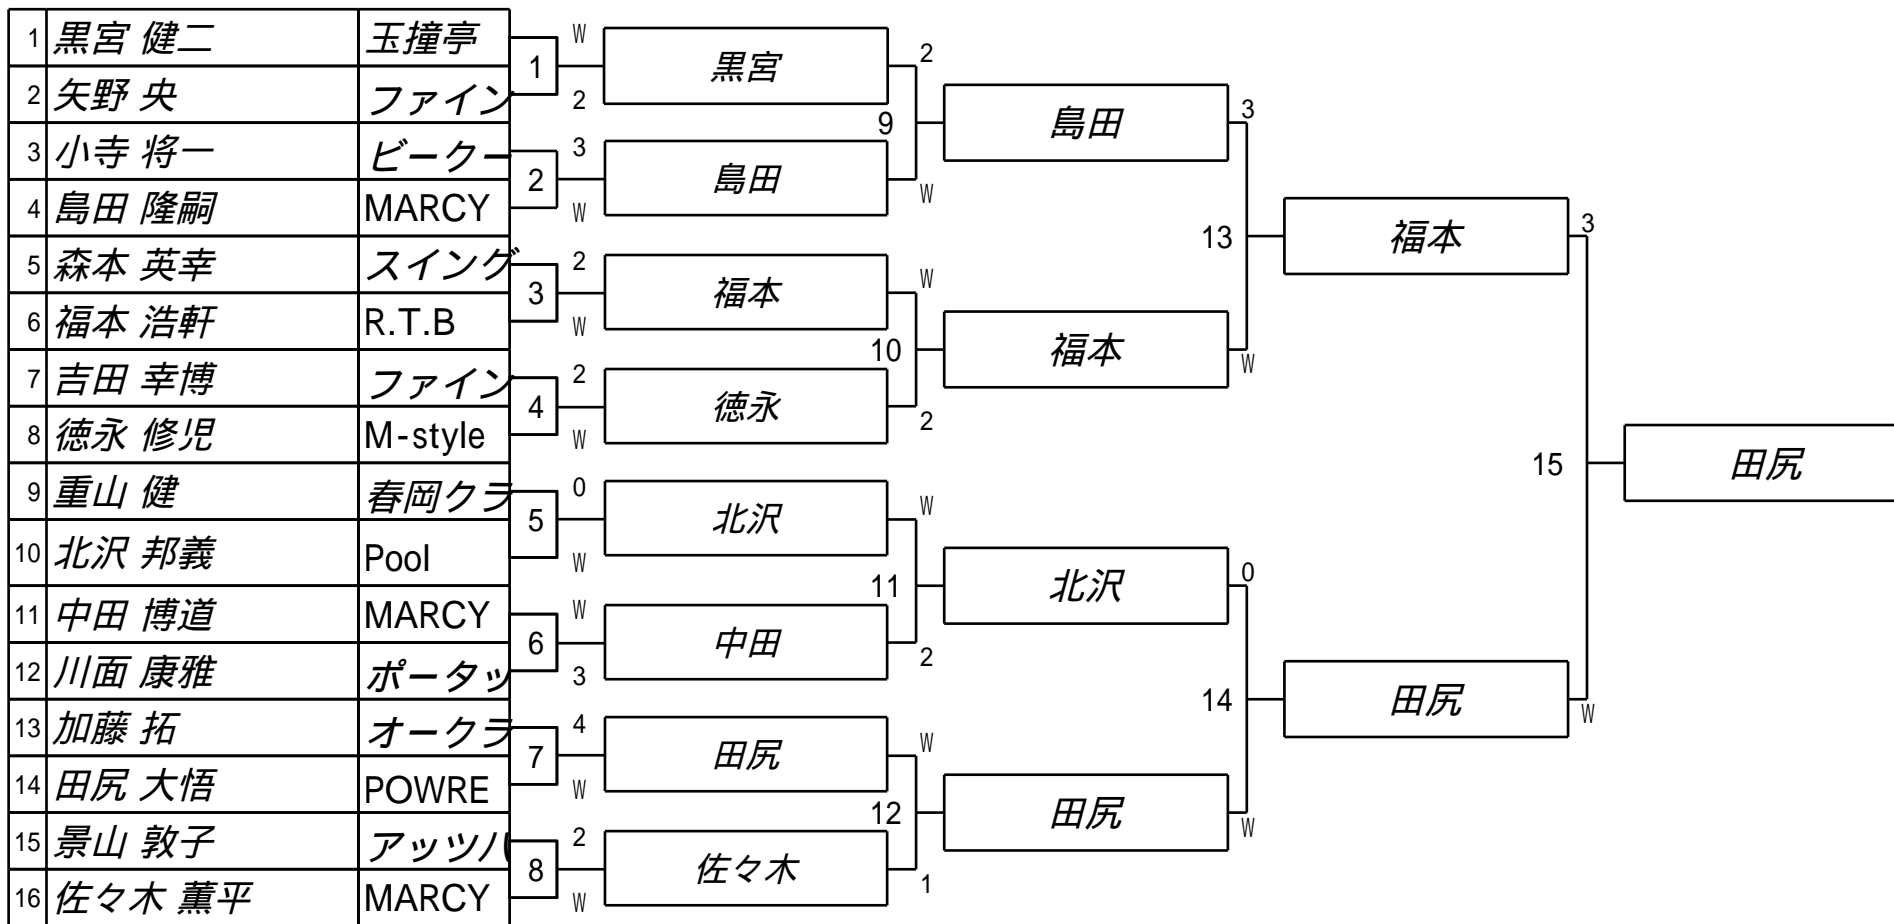 1 黒宮 健二 玉撞亭
2 矢野 央 ファイン
3 小寺 将一 ビークー
4 島田 隆嗣 MARCY
5 森本 英幸 スイング
6 福本 浩軒 R.T.B
7 吉田 幸博 ファイン
8 徳永 修児 M-style
9 重山 健 春岡クラ
10 北沢 邦義 Pool
11 中田 博道 MARCY
12 川面 康雅 ポータッ
13 加藤 拓 オークラ
14 田尻 大悟 POWRE
15 景山 敦子 アッツハ
16 佐々木 薫平 MARCY
1 W 2
2 3 W
3 2 W
4 2 W
5 0 W
6 W 3
7 4 W
8 2 W
黒宮 2
9
島田 W
福本 W
10
徳永 2
北沢 W
11
中田 2
田尻 W
12
佐々木 1
島田 3
13
福本 W
北沢 0
14
田尻 W
福本 3
15
田尻 W
田尻